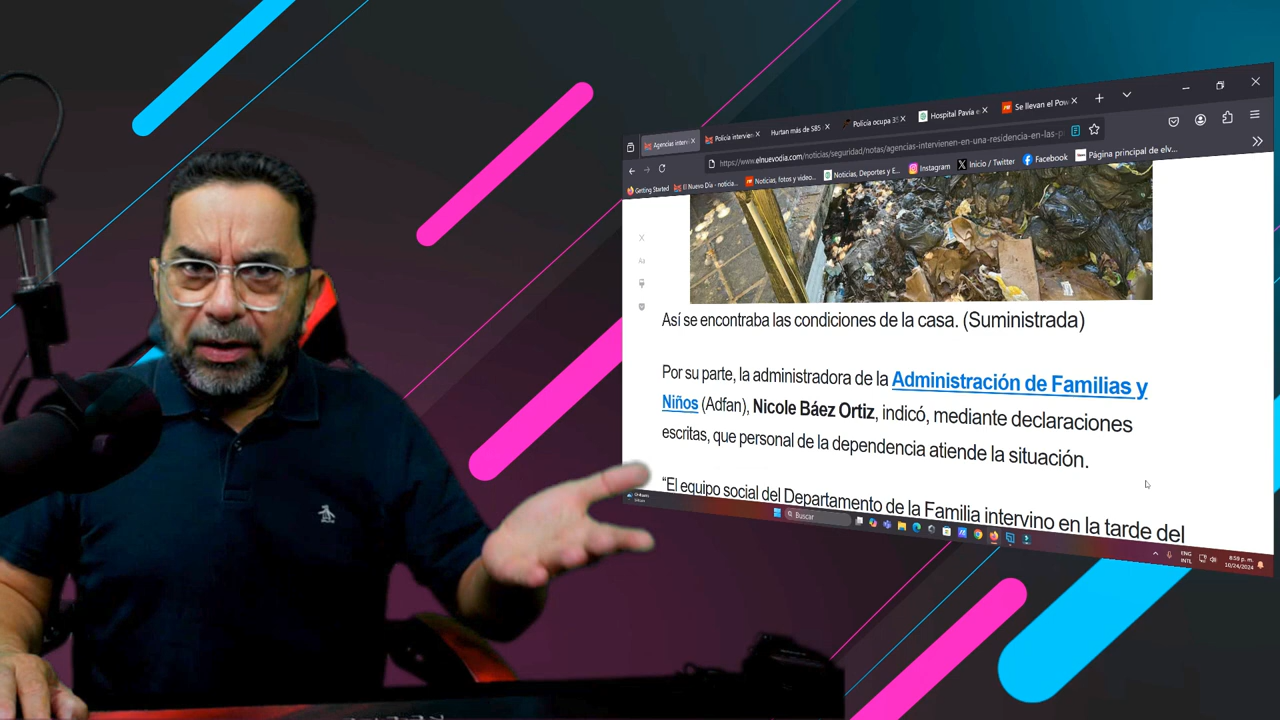 Agencias interv
Policía intervien
Hurtan más de $85
Policía ocupa 35
Hospital Pavía e
Se llevan el Pow
https://www.elnuevodia.com/noticias/seguridad/notas/agencias-intervienen-en-una-residencia-en-las-p
Getting Started
El Nuevo Día - noticia...
Noticias, fotos y video...
Noticias, Deportes y E...
Instagram
Inicio / Twitter
Facebook
Página principal de elv...
Así se encontraba las condiciones de la casa. (Suministrada)
Por su parte, la administradora de la Administración de Familias y
Niños (Adfan), Nicole Báez Ortiz, indicó, mediante declaraciones
escritas, que personal de la dependencia atiende la situación.
“El equipo social del Departamento de la Familia intervino en la tarde del
Buscar
ENG
INTL
8:59 p. m.
10/24/2024